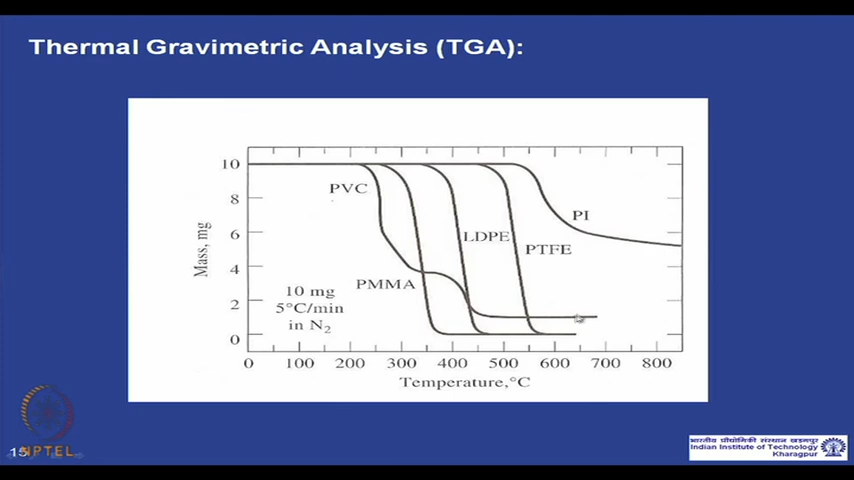 Thermal Gravimetric Analysis (TGA):
10
8
6
4
2
0
Mass, mg
PVC
PMMA
LDPE
PTFE
PI
10 mg
5°C/min
in N₂
0 100 200 300 400 500 600 700 800
Temperature,°C
15
NPTEL
भारतीय प्रौद्योगिकी संस्थान खड़गपुर
Indian Institute of Technology
Kharagpur